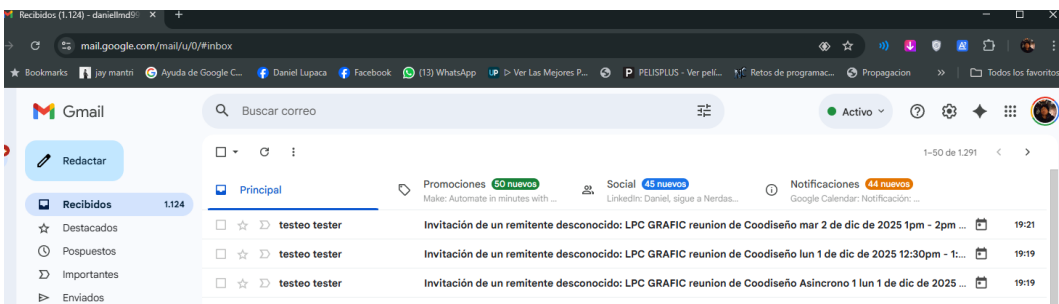 Recibidos (1.124) - daniellmd99
mail.google.com/mail/u/0/#inbox
Bookmarks jay mantri Ayuda de Google C... Daniel Lupaca Facebook (13) WhatsApp UP ▷ Ver Las Mejores P... P PELISPLUS - Ver pelí... Retos de programac... Propagacion » Todos los favoritos
Gmail
Buscar correo
Activo
Redactar
1–50 de 1.291
Principal
Promociones 50 nuevos
Make: Automate in minutes with ...
Social 45 nuevos
LinkedIn: Daniel, sigue a Nerdas...
Notificaciones 44 nuevos
Google Calendar: Notificación: ...
Recibidos 1.124
Destacados
Pospuestos
Importantes
Enviados
testeo tester Invitación de un remitente desconocido: LPC GRAFIC reunion de Coodiseño mar 2 de dic de 2025 1pm - 2pm ... 19:21
testeo tester Invitación de un remitente desconocido: LPC GRAFIC reunion de Coodiseño lun 1 de dic de 2025 12:30pm - 1:... 19:19
testeo tester Invitación de un remitente desconocido: LPC GRAFIC reunion de Coodiseño Asincrono 1 lun 1 de dic de 2025 ... 19:19